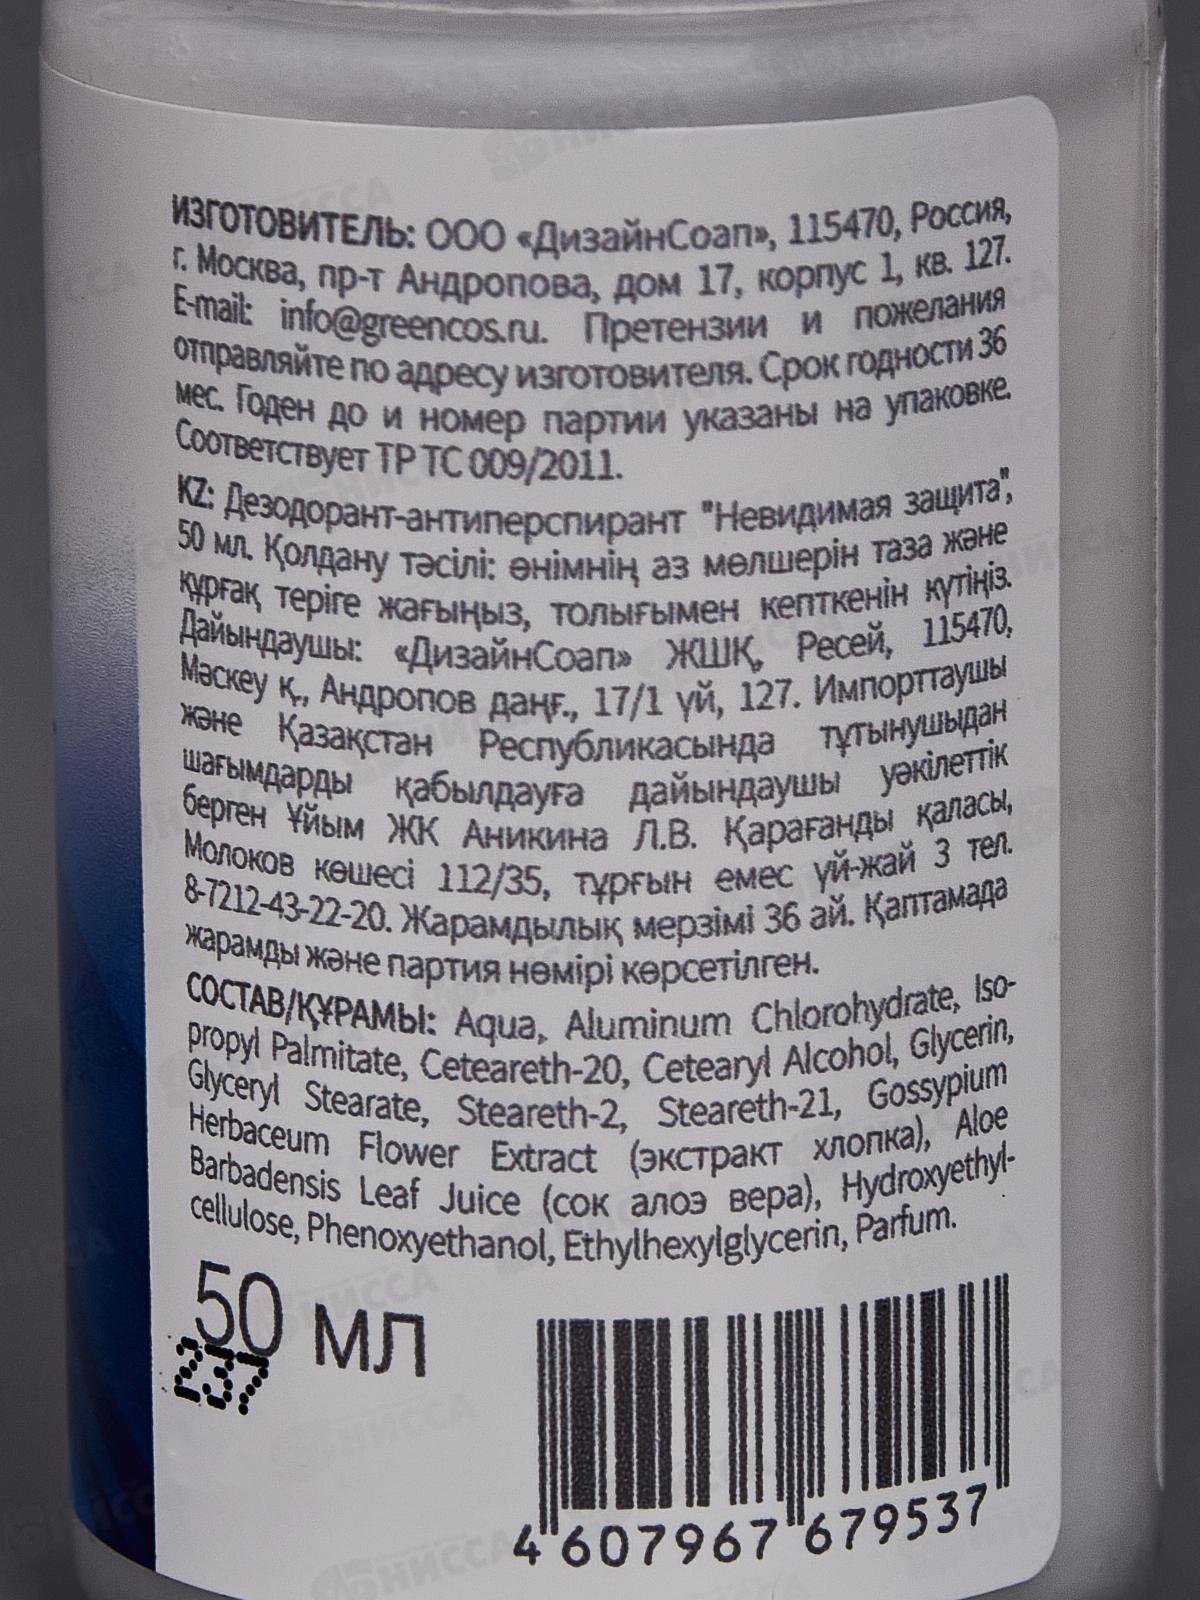 ИЗГОТОВИТЕЛЬ: ООО «ДизайнСоап», 115470, Россия,
г. Москва, пр-т Андропова, дом 17, корпус 1, кв. 127.
E-mail: info@greencos.ru. Претензии и пожелания
отправляйте по адресу изготовителя. Срок годности 36
мес. Годен до и номер партии указаны на упаковке.
Соответствует ТР ТС 009/2011.
KZ: Дезодорант-антиперспирант "Невидимая защита",
50 мл. Қолдану тәсілі: өнімнің аз мөлшерін таза және
құрғақ теріге жағыңыз, толығымен кепткенін күтіңіз.
Дайындаушы: «ДизайнСоап» ЖШҚ, Ресей, 115470,
Мәскеу қ., Андропов даңғ., 17/1 үй, 127. Импорттаушы
және Қазақстан Республикасында тұтынушыдан
шағымдарды қабылдауға дайындаушы уәкілеттік
берген Ұйым ЖК Аникина Л.В. Қарағанды қаласы,
Молоков көшесі 112/35, тұрғын емес үй-жай 3 тел.
8-7212-43-22-20. Жарамдылық мерзімі 36 ай. Қаптамада
жарамды және партия нөмірі көрсетілген.
СОСТАВ/ҚҰРАМЫ: Aqua, Aluminum Chlorohydrate, Iso-
propyl Palmitate, Ceteareth-20, Cetearyl Alcohol, Glycerin,
Glyceryl Stearate, Steareth-2, Steareth-21, Gossypium
Herbaceum Flower Extract (экстракт хлопка), Aloe
Barbadensis Leaf Juice (сок алоэ вера), Hydroxyethyl-
cellulose, Phenoxyethanol, Ethylhexylglycerin, Parfum.
50 мл
237
4 607967 679537